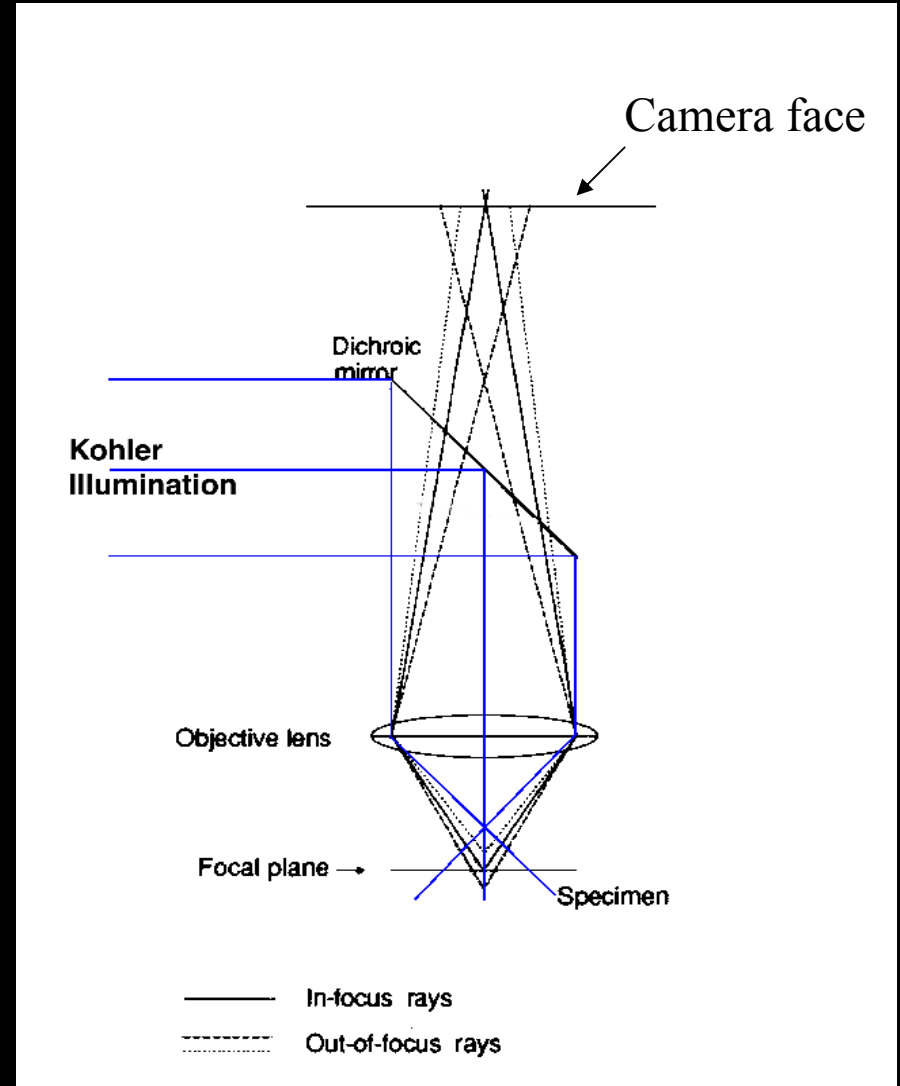 Camera face
Dichroic
mirror
Kohler
Illumination
Objective lens
Focal plane
Specimen
In-focus rays
Out-of-focus rays